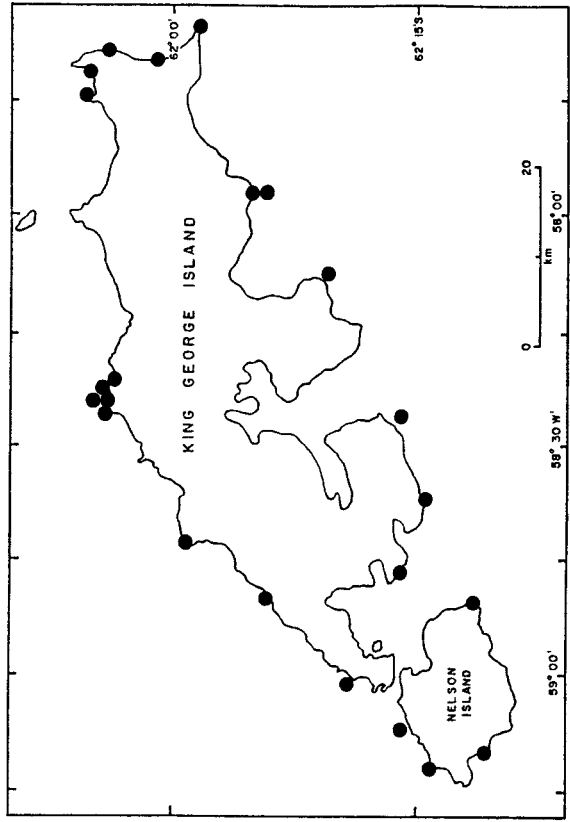 62° 00'
62° 15'S
KING GEORGE ISLAND
NELSON
ISLAND
0 20
km
59° 00'
58° 30'W
58° 00'